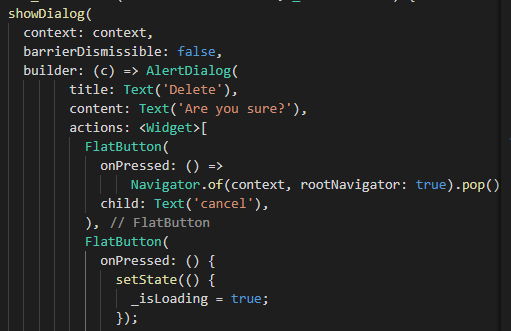 showDialog(
context: context,
barrierDismissible: false,
builder: (c) => AlertDialog(
title: Text('Delete'),
content: Text('Are you sure?'),
actions: <Widget>[
FlatButton(
onPressed: () =>
Navigator.of(context, rootNavigator: true).pop()
child: Text('cancel'),
), // FlatButton
FlatButton(
onPressed: () {
setState(() {
_isLoading = true;
});